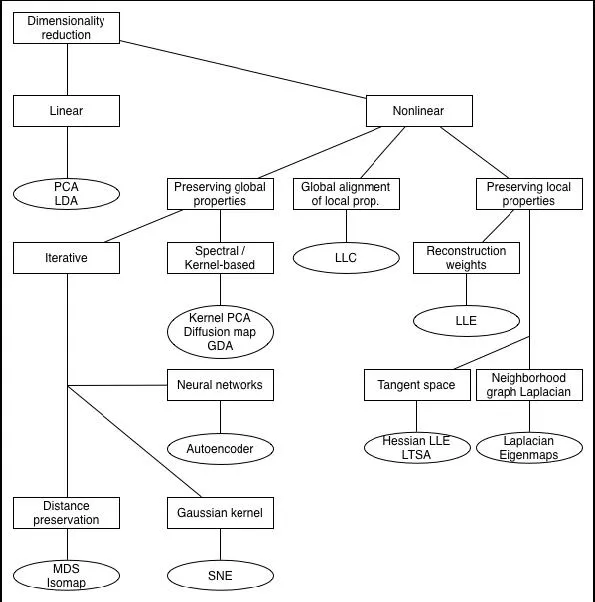 Dimensionality
reduction
Linear
Nonlinear
PCA
LDA
Preserving global
properties
Global alignment
of local prop.
Preserving local
properties
Iterative
Spectral /
Kernel-based
LLC
Reconstruction
weights
Kernel PCA
Diffusion map
GDA
LLE
Neural networks
Tangent space
Neighborhood
graph Laplacian
Autoencoder
Hessian LLE
LTSA
Laplacian
Eigenmaps
Distance
preservation
Gaussian kernel
MDS
Isomap
SNE